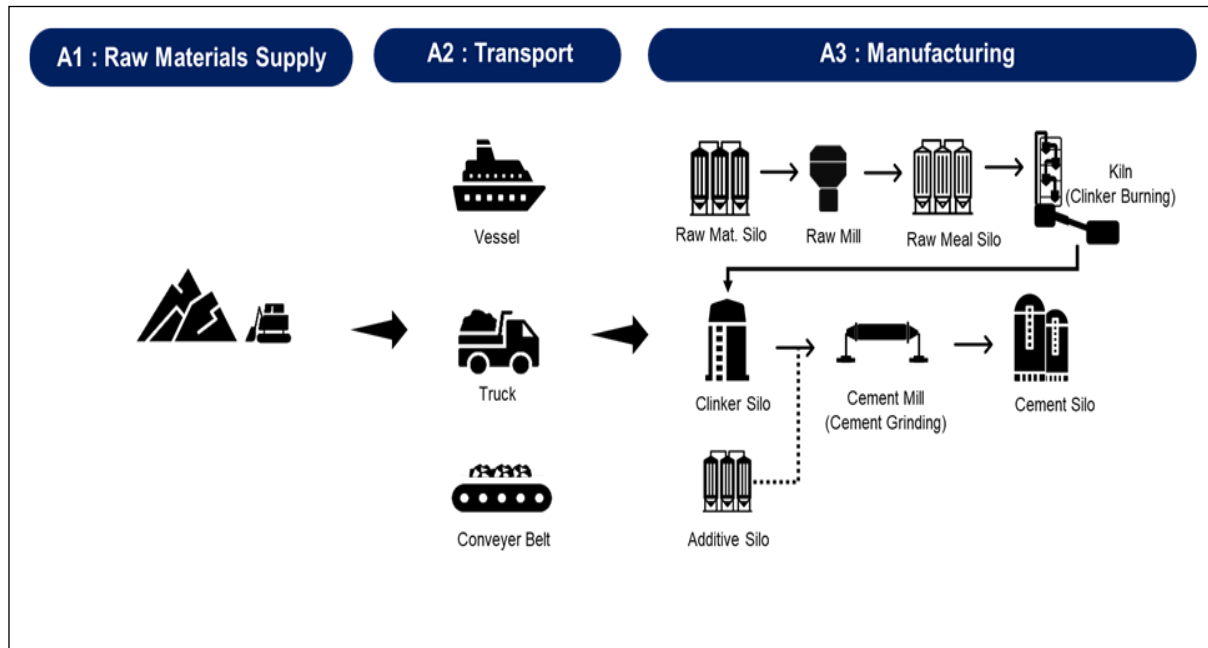 A1 : Raw Materials Supply
A2 : Transport
A3 : Manufacturing
Vessel
Raw Mat. Silo
Raw Mill
Raw Meal Silo
Kiln
(Clinker Burning)
Truck
Clinker Silo
Cement Mill
(Cement Grinding)
Cement Silo
Conveyer Belt
Additive Silo